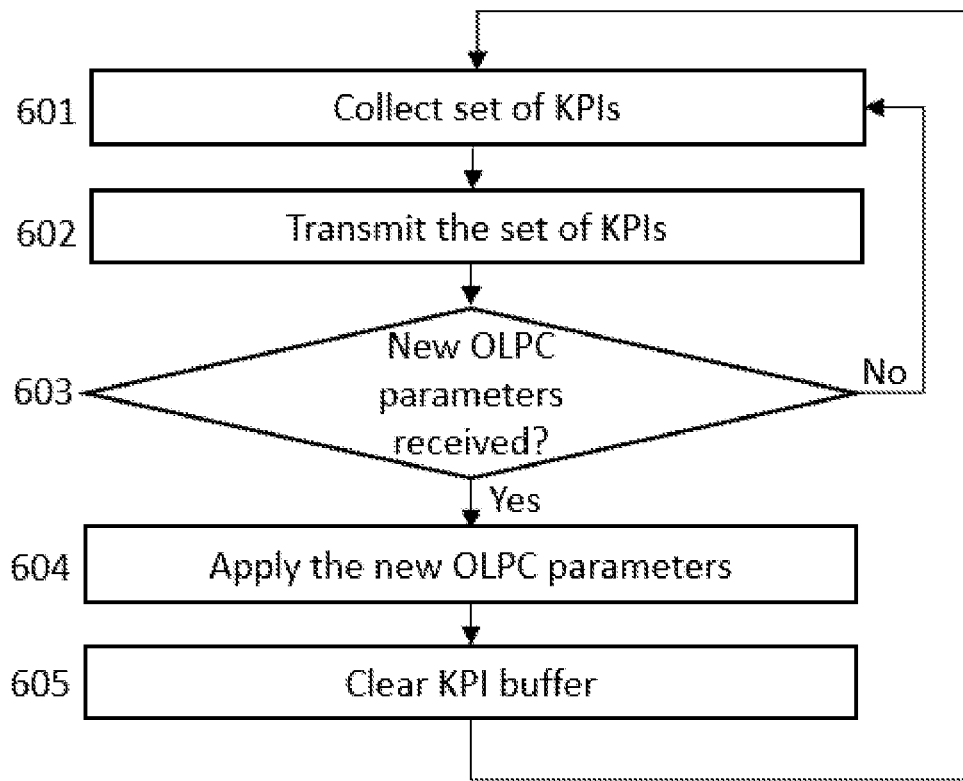 601
Collect set of KPIs
602
Transmit the set of KPIs
603
New OLPC
parameters
received?
No
Yes
604
Apply the new OLPC parameters
605
Clear KPI buffer